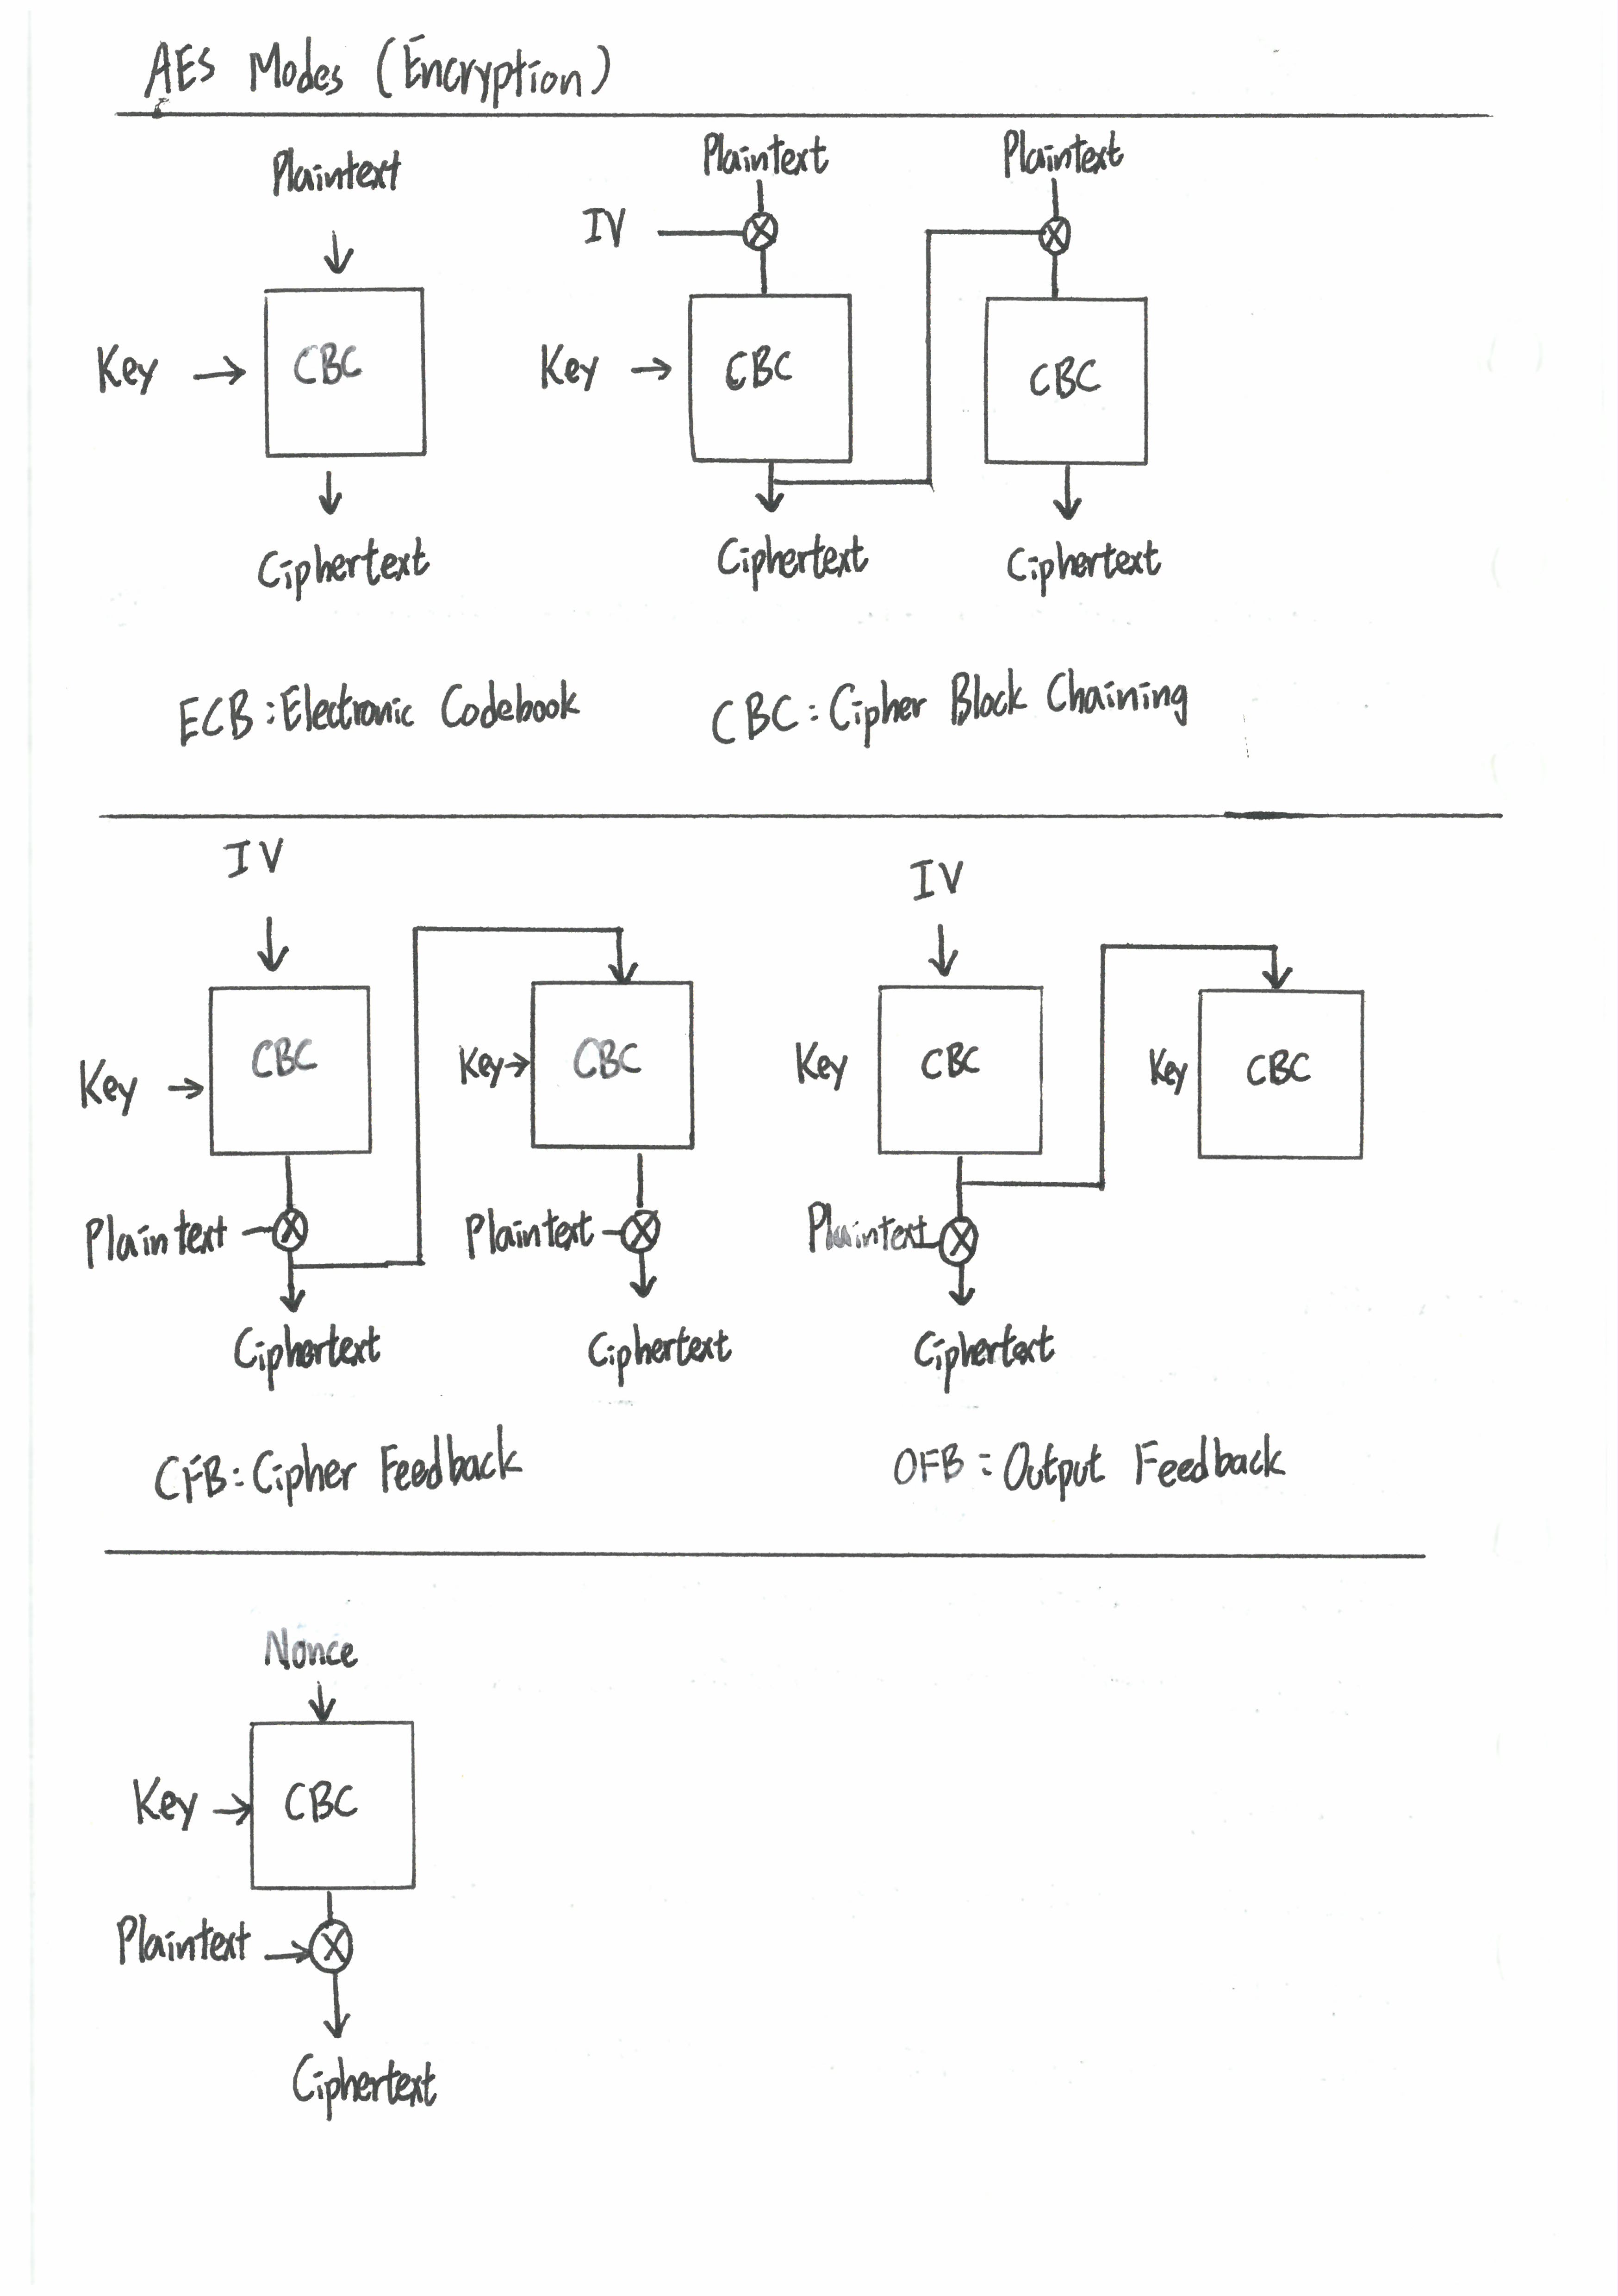 AES Modes (Encryption)
Plaintext
Key
CBC
Ciphertext
ECB : Electronic Codebook
Plaintext
IV
Key
CBC
Ciphertext
Plaintext
CBC
Ciphertext
CBC : Cipher Block Chaining
IV
Key
CBC
Plaintext
Ciphertext
Key
CBC
Plaintext
Ciphertext
CFB : Cipher Feedback
IV
Key
CBC
Plaintext
Ciphertext
Key
CBC
OFB : Output Feedback
Nonce
Key
CBC
Plaintext
Ciphertext